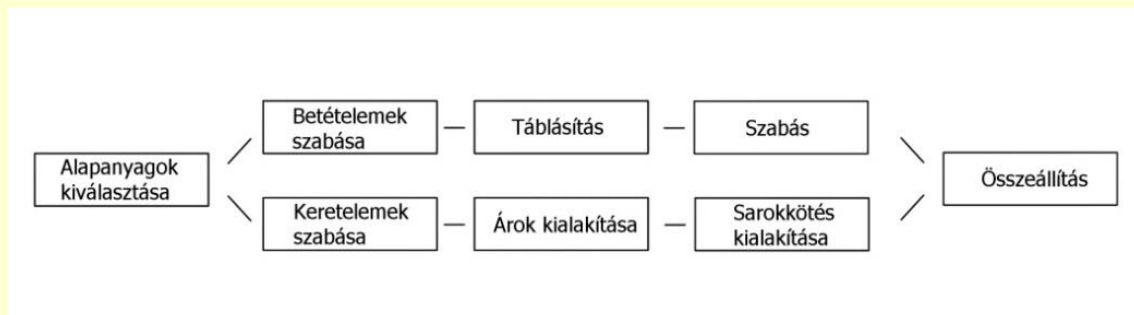 Alapanyagok
kiválasztása
Betételemek
szabása
Táblásítás
Szabás
Keretelemek
szabása
Árok kialakítása
Sarokkötés
kialakítása
Összeállítás